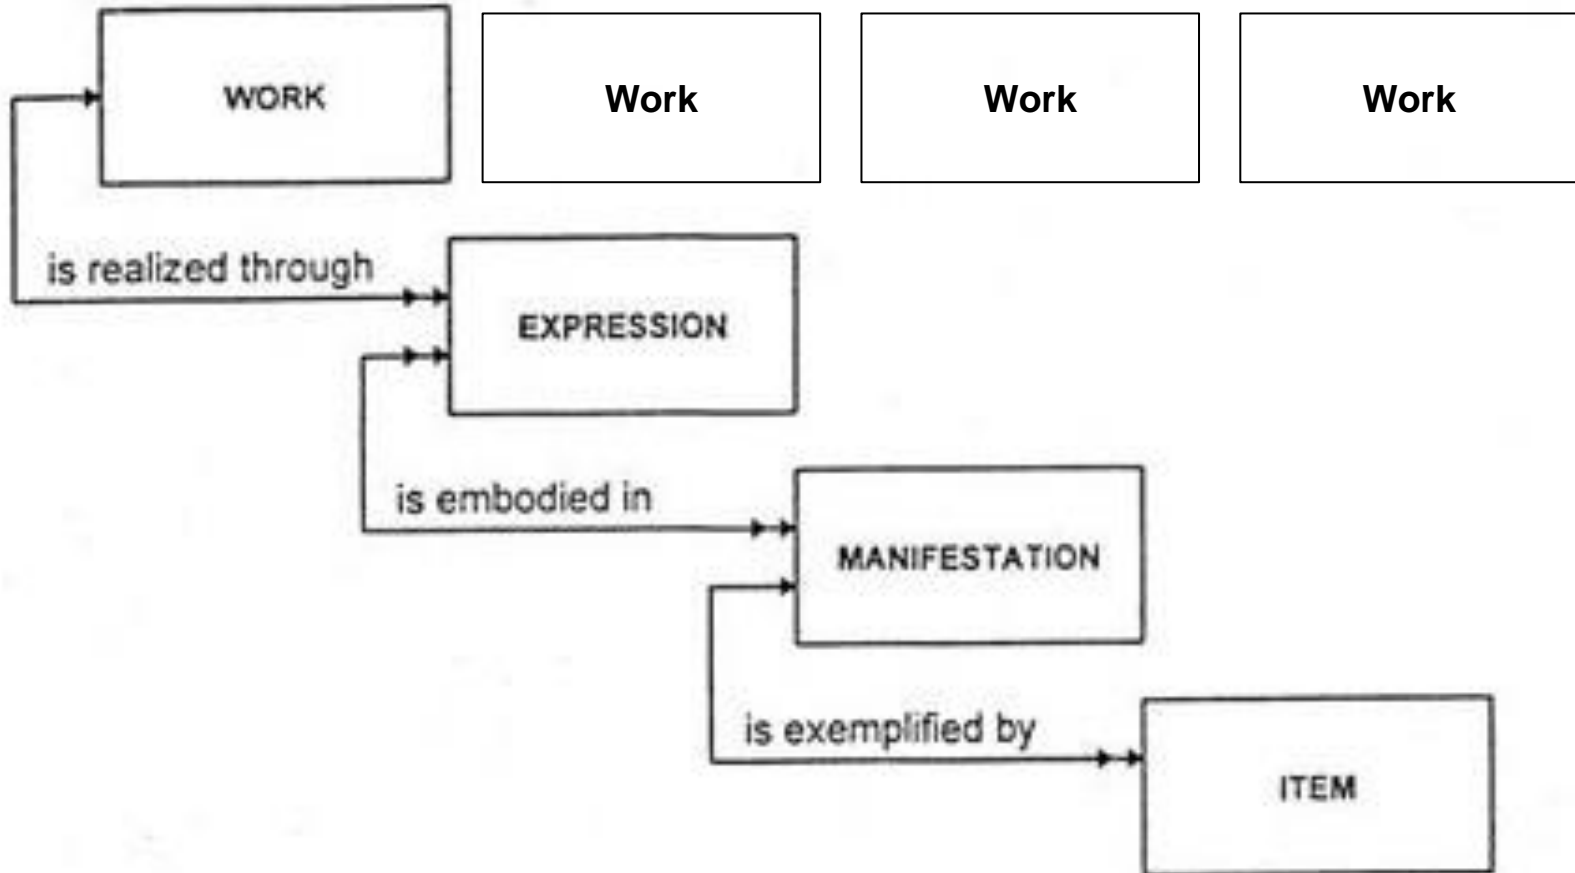 WORK
Work
Work
Work
is realized through
EXPRESSION
is embodied in
MANIFESTATION
is exemplified by
ITEM